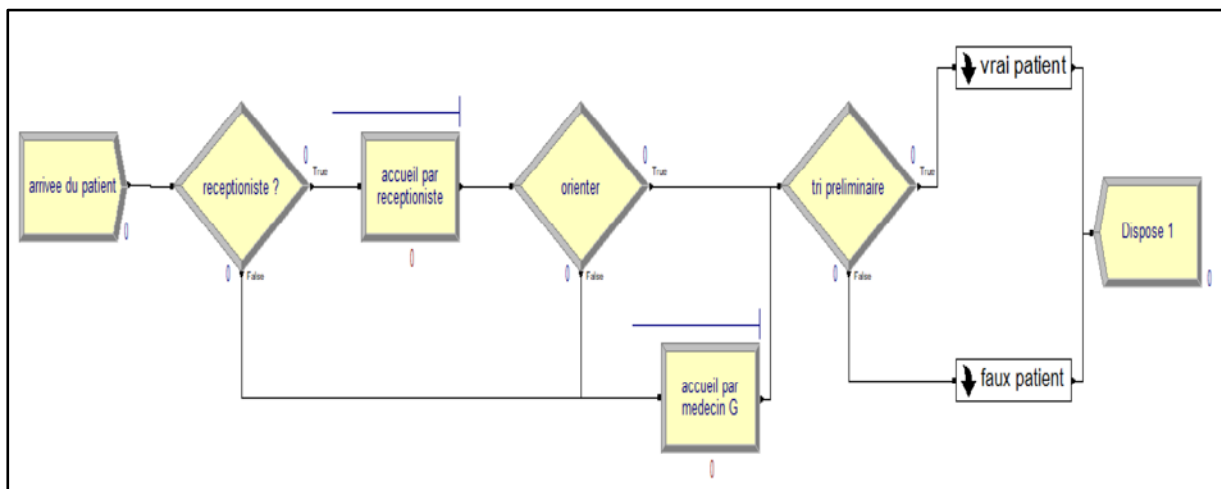 vrai patient
0
True
0
True
0
True
arrivee du patient
receptioniste ?
accueil par
receptioniste
orienter
tri preliminaire
Dispose 1
0
0
0
False
0
False
0
False
0
accueil par
medecin G
faux patient
0